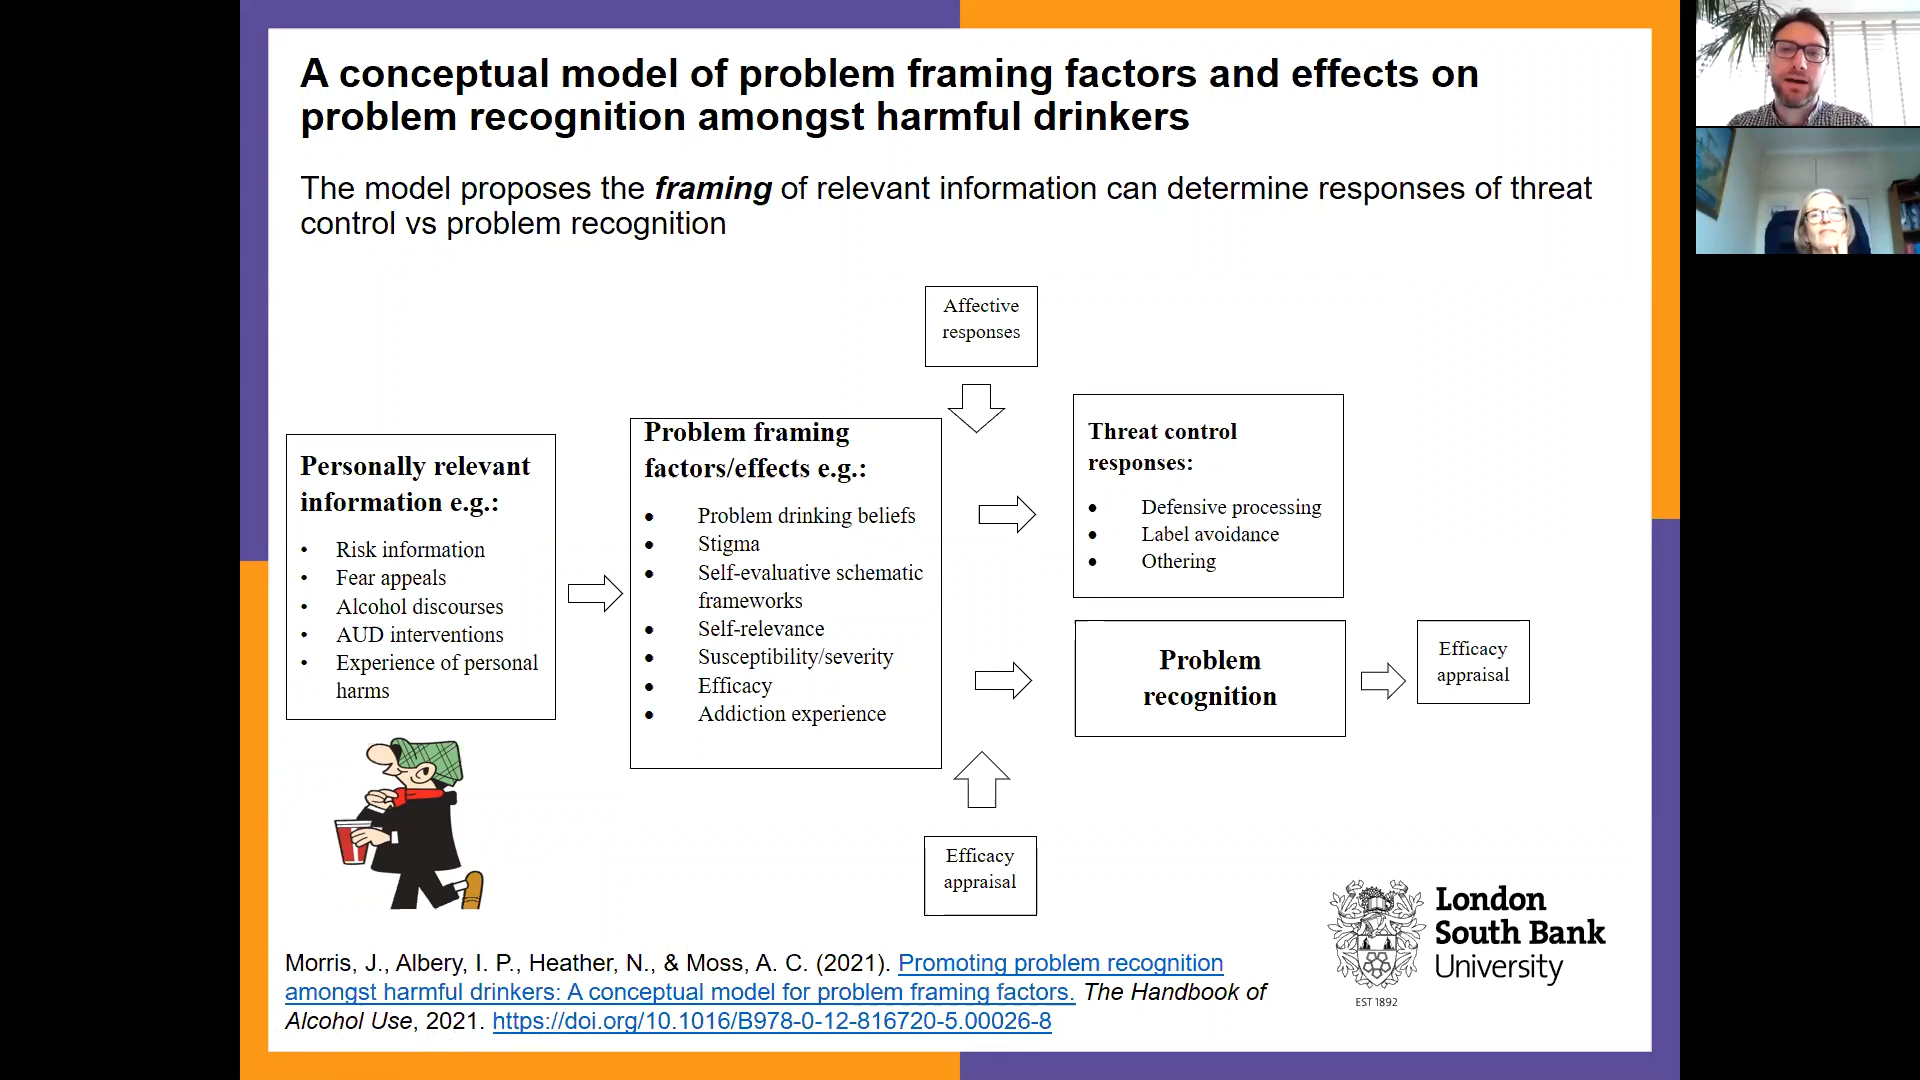 A conceptual model of problem framing factors and effects on
problem recognition amongst harmful drinkers
The model proposes the framing of relevant information can determine responses of threat
control vs problem recognition
Affective
responses
Personally relevant
information e.g.:
• Risk information
• Fear appeals
• Alcohol discourses
• AUD interventions
• Experience of personal
harms
Problem framing
factors/effects e.g.:
• Problem drinking beliefs
• Stigma
• Self-evaluative schematic
frameworks
• Self-relevance
• Susceptibility/severity
• Efficacy
• Addiction experience
Threat control
responses:
• Defensive processing
• Label avoidance
• Othering
Problem
recognition
Efficacy
appraisal
Efficacy
appraisal
Morris, J., Albery, I. P., Heather, N., & Moss, A. C. (2021). Promoting problem recognition
amongst harmful drinkers: A conceptual model for problem framing factors. The Handbook of
Alcohol Use, 2021. https://doi.org/10.1016/B978-0-12-816720-5.00026-8
London
South Bank
University
EST 1892